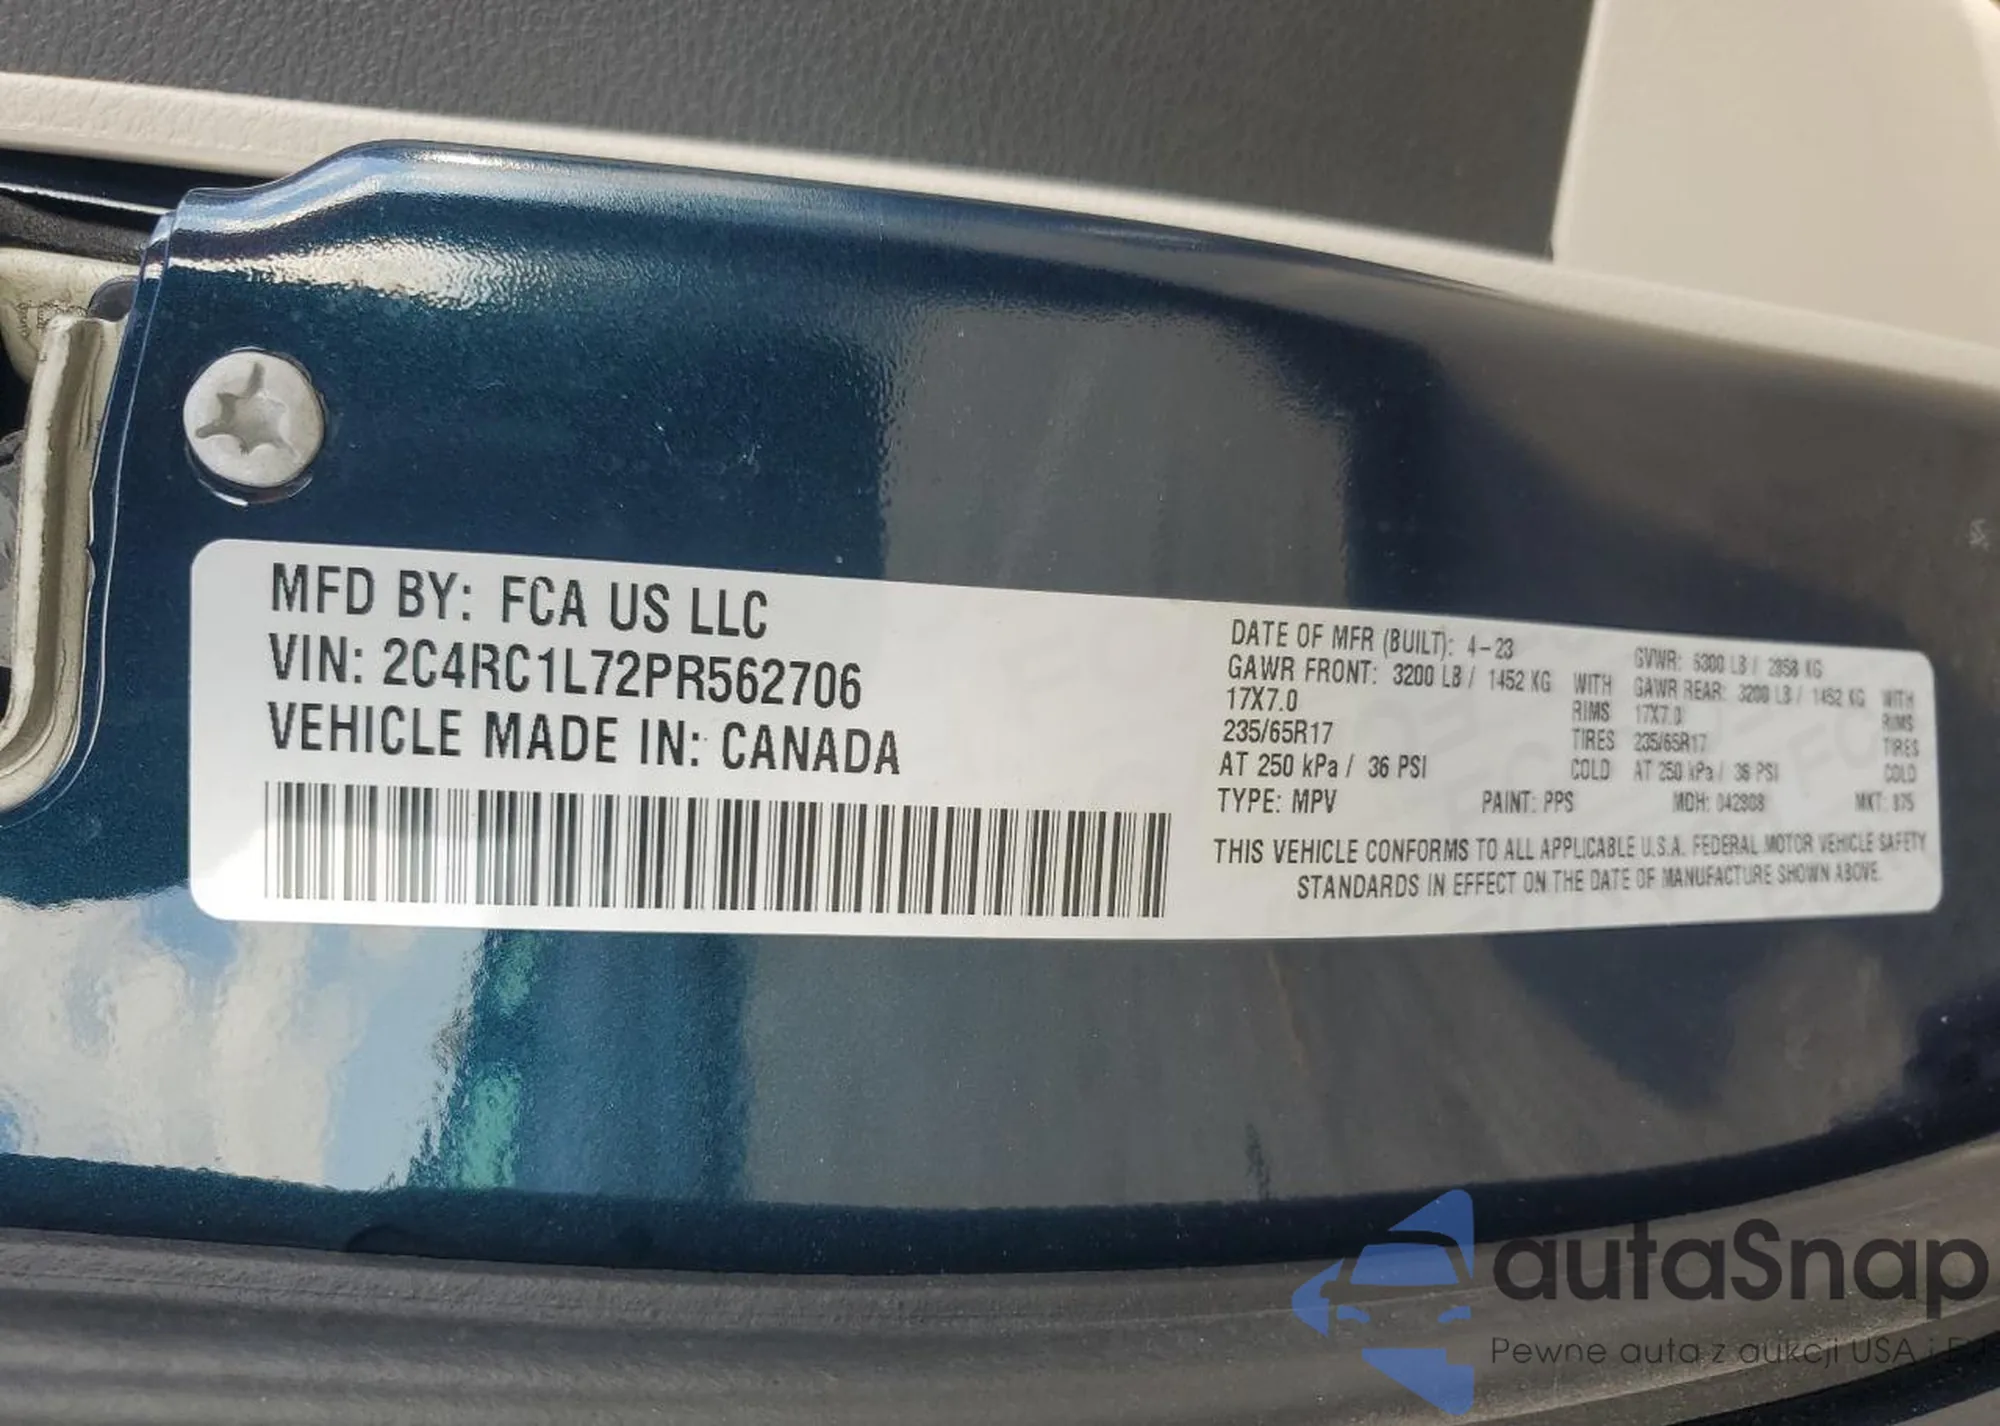 MFD BY: FCA US LLC
VIN: 2C4RC1L72PR562706
VEHICLE MADE IN: CANADA
DATE OF MFR (BUILT): 4-23 GVWR: 6300 LB / 2858 KG
GAWR FRONT: 3200 LB / 1452 KG WITH GAWR REAR: 3200 LB / 1452 KG WITH
17X7.0 RIMS 17X7.0 RIMS
235/65R17 TIRES 235/65R17 TIRES
AT 250 kPa / 36 PSI COLD AT 250 kPa / 36 PSI COLD
TYPE: MPV PAINT: PPS MDH: MKT:
THIS VEHICLE CONFORMS TO ALL APPLICABLE U.S.A. FEDERAL MOTOR VEHICLE SAFETY
STANDARDS IN EFFECT ON THE DATE OF MANUFACTURE SHOWN ABOVE.
autaSnap
Pewne auta z aukcji USA i